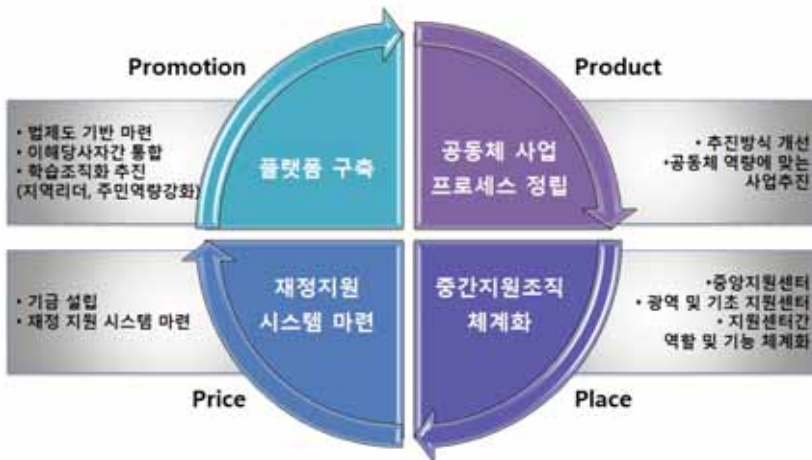 Promotion
• 법제도 기반 마련
• 이해당사자간 통합
• 학습조직화 추진
(지역리더, 주민역량강화)
플랫폼 구축
Product
공동체 사업
프로세스 정립
• 추진방식 개선
•공동체 역량에 맞는
사업추진
• 기금 설립
• 재정 지원 시스템 마련
재정지원
시스템 마련
Price
중간지원조직
체계화
•중앙지원센터
• 광역 및 기초 지원센터
• 지원센터간
역할 및 기능 체계화
Place